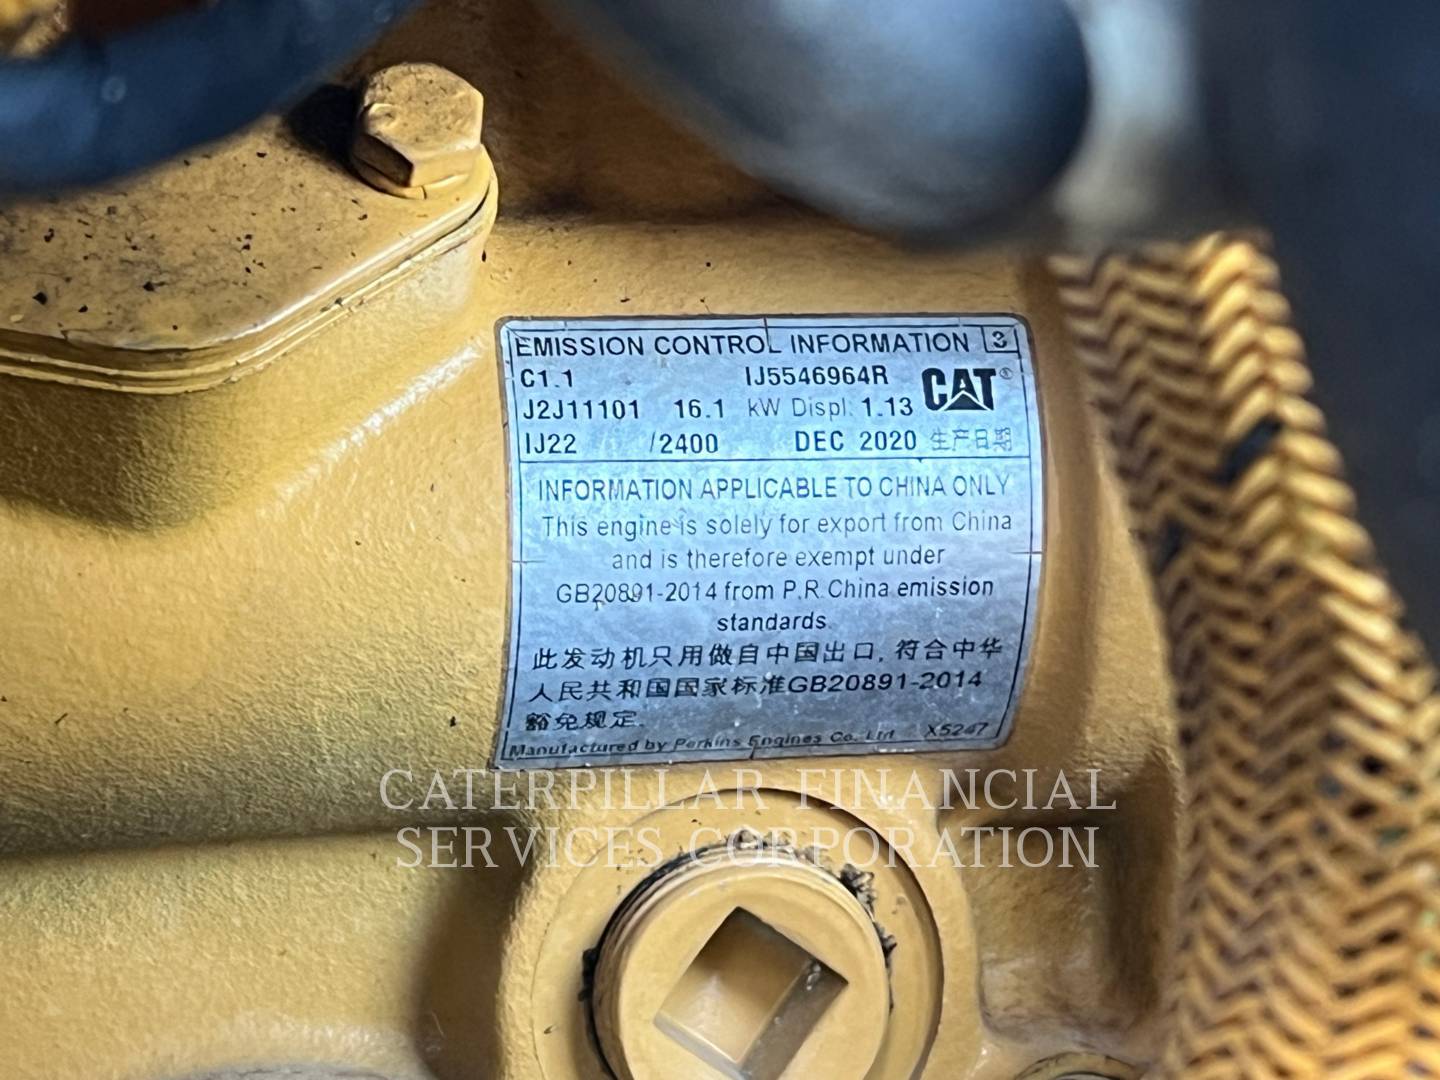 EMISSION CONTROL INFORMATION 3
C1.1 IJ5546964R CAT®
J2J11101 16.1 kW Displ: 1.13
IJ22 /2400 DEC 2020 生产日期
INFORMATION APPLICABLE TO CHINA ONLY
This engine is solely for export from China
and is therefore exempt under
GB20891-2014 from P.R.China emission
standards.
此发动机只用做自中国出口, 符合中华
人民共和国国家标准GB20891-2014
豁免规定.
Manufactured by Perkins Engines Co. Ltd X5247
CATERPILLAR FINANCIAL
SERVICES CORPORATION